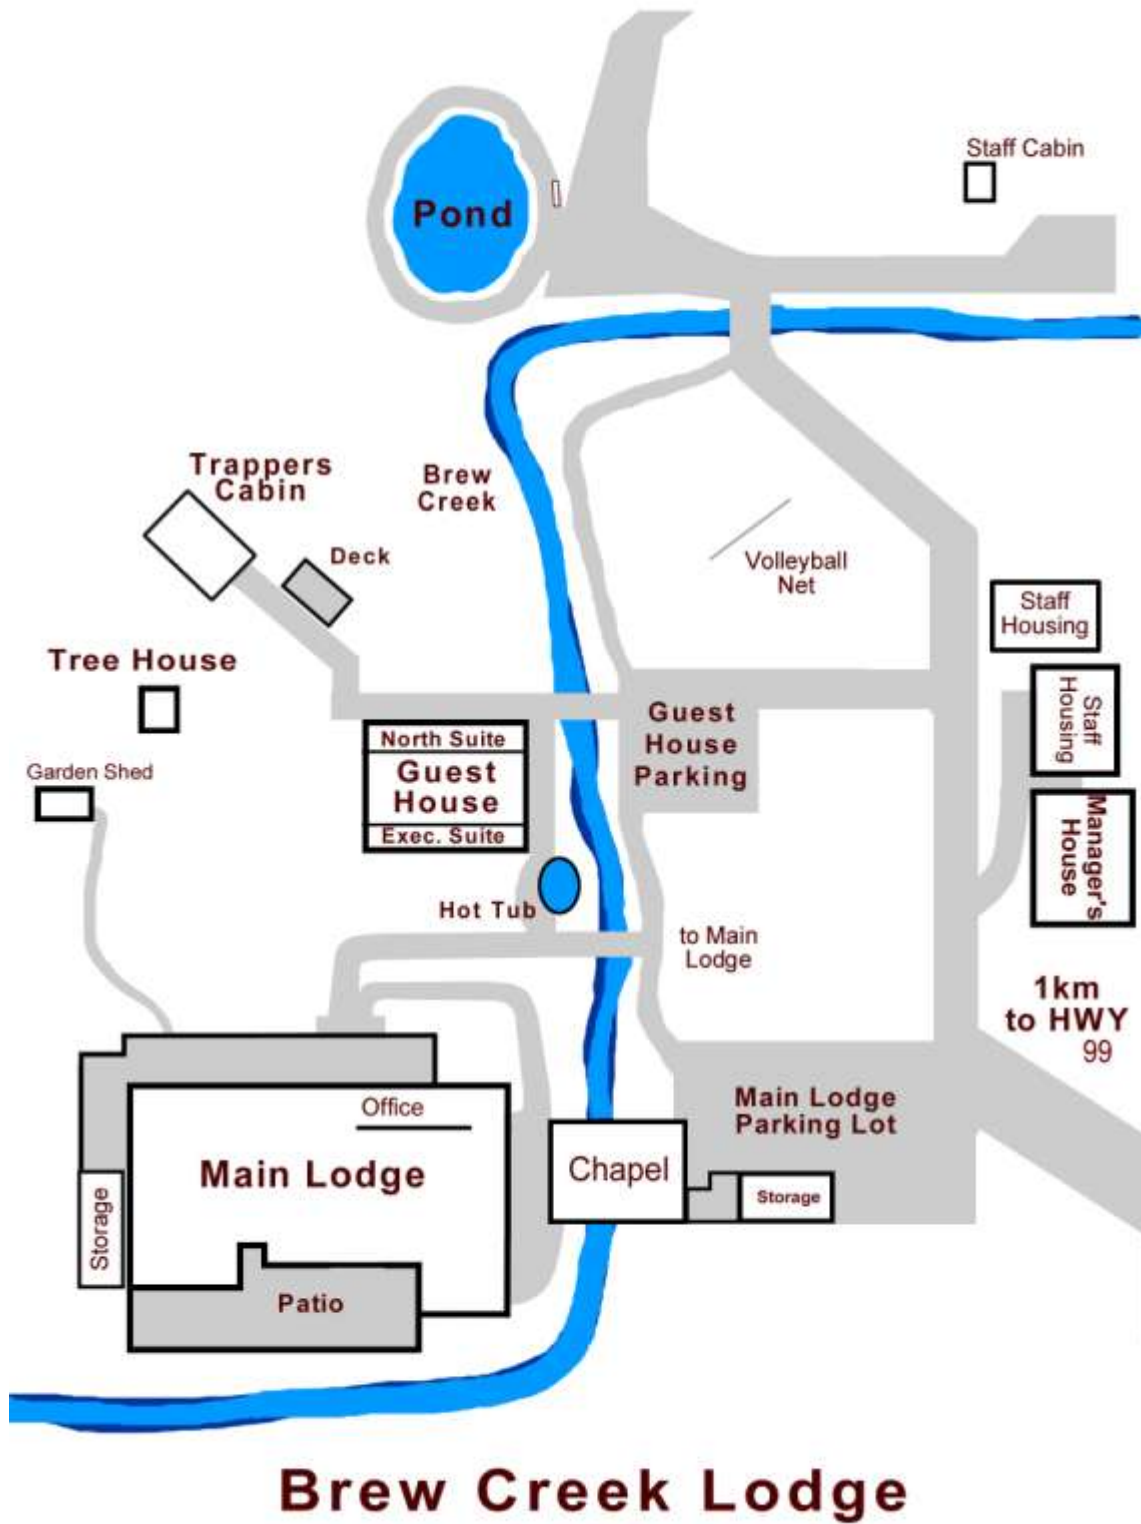 Staff Cabin
Pond
Trappers
Cabin
Brew
Creek
Deck
Volleyball
Net
Staff
Housing
Tree House
Staff
Housing
Guest
House
Parking
North Suite
Guest
House
Exec. Suite
Garden Shed
Manager's
House
Hot Tub
to Main
Lodge
1km
to HWY
99
Office
Main Lodge
Parking Lot
Main Lodge
Chapel
Storage
Storage
Patio
Brew Creek Lodge